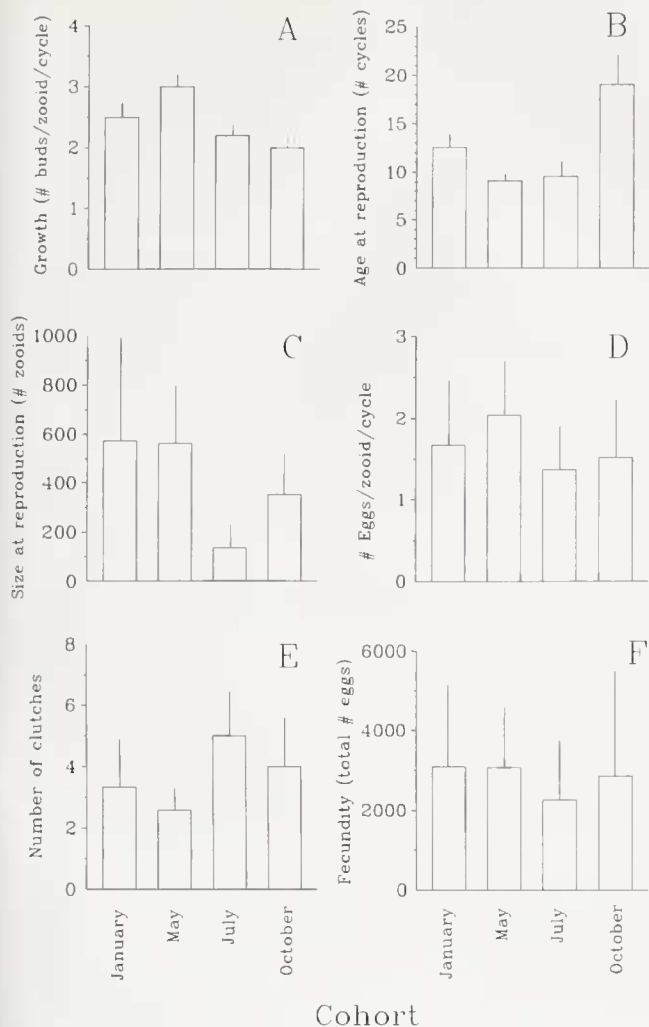 A
Growth (# buds/zooid/cycle)
4
3
2
1
0
B
Age at reproduction (# cycles)
25
20
15
10
5
0
C
Size at reproduction (# zooids)
1000
800
600
400
200
0
D
# Eggs/zooid/cycle
3
2
1
0
E
Number of clutches
8
6
4
2
0
January
May
July
October
F
Fecundity (total # eggs)
6000
4000
2000
0
January
May
July
October
Cohort